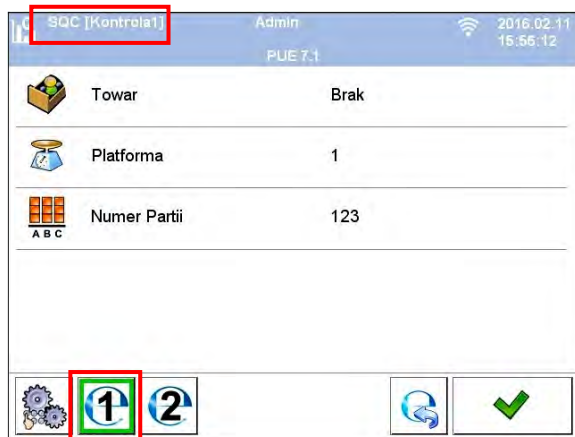 SQC [Kontrola1] Admin 2016.02.11
15:56:12
PUE 7.1
Towar Brak
Platforma 1
Numer Partii 123
A B C
1 2